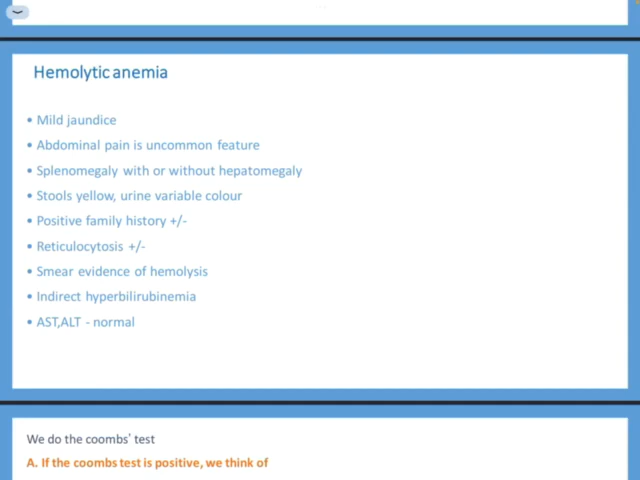 Hemolytic anemia
• Mild jaundice
• Abdominal pain is uncommon feature
• Splenomegaly with or without hepatomegaly
• Stools yellow, urine variable colour
• Positive family history +/-
• Reticulocytosis +/-
• Smear evidence of hemolysis
• Indirect hyperbilirubinemia
• AST,ALT - normal
We do the coombs' test
A. If the coombs test is positive, we think of